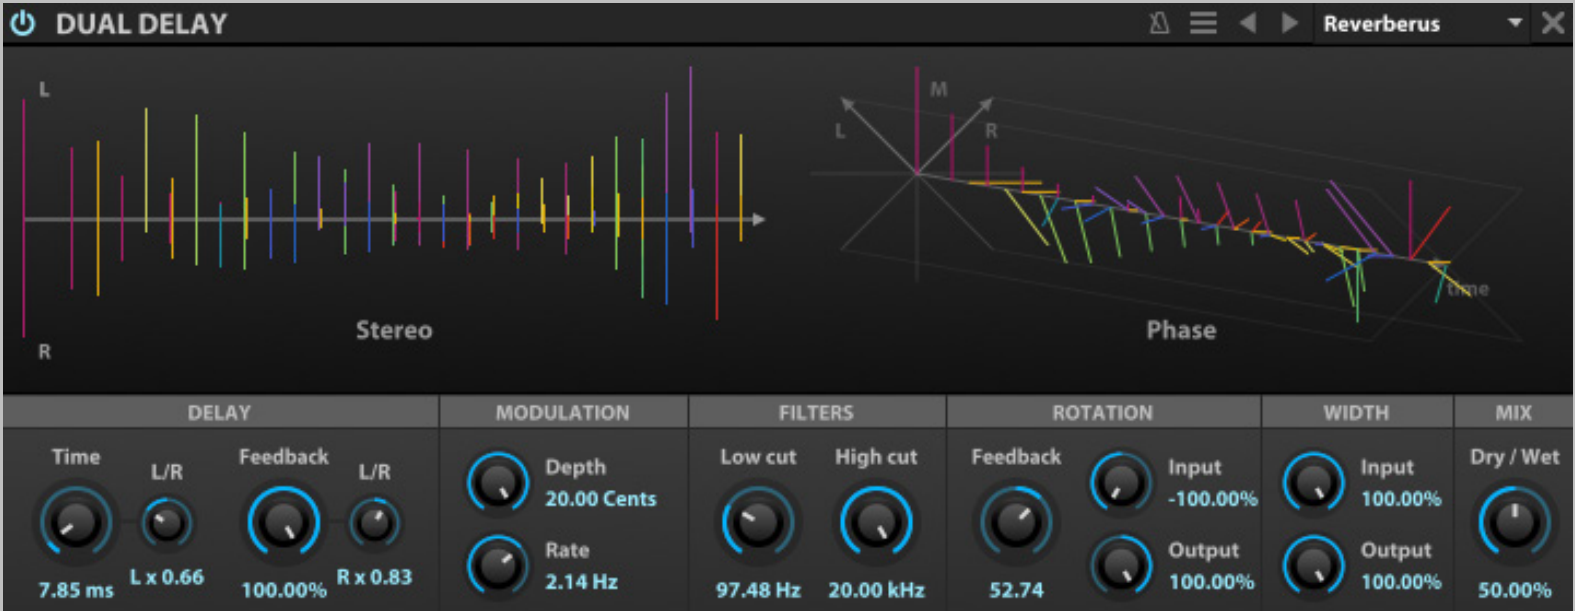 DUAL DELAY
Reverberus
L
R
Stereo
M
L
R
time
Phase
DELAY
MODULATION
FILTERS
ROTATION
WIDTH
MIX
Time
L/R
Feedback
L/R
7.85 ms
L x 0.66
100.00%
R x 0.83
Depth
20.00 Cents
Rate
2.14 Hz
Low cut
High cut
97.48 Hz
20.00 kHz
Feedback
52.74
Input
-100.00%
Output
100.00%
Input
100.00%
Output
100.00%
Dry / Wet
50.00%